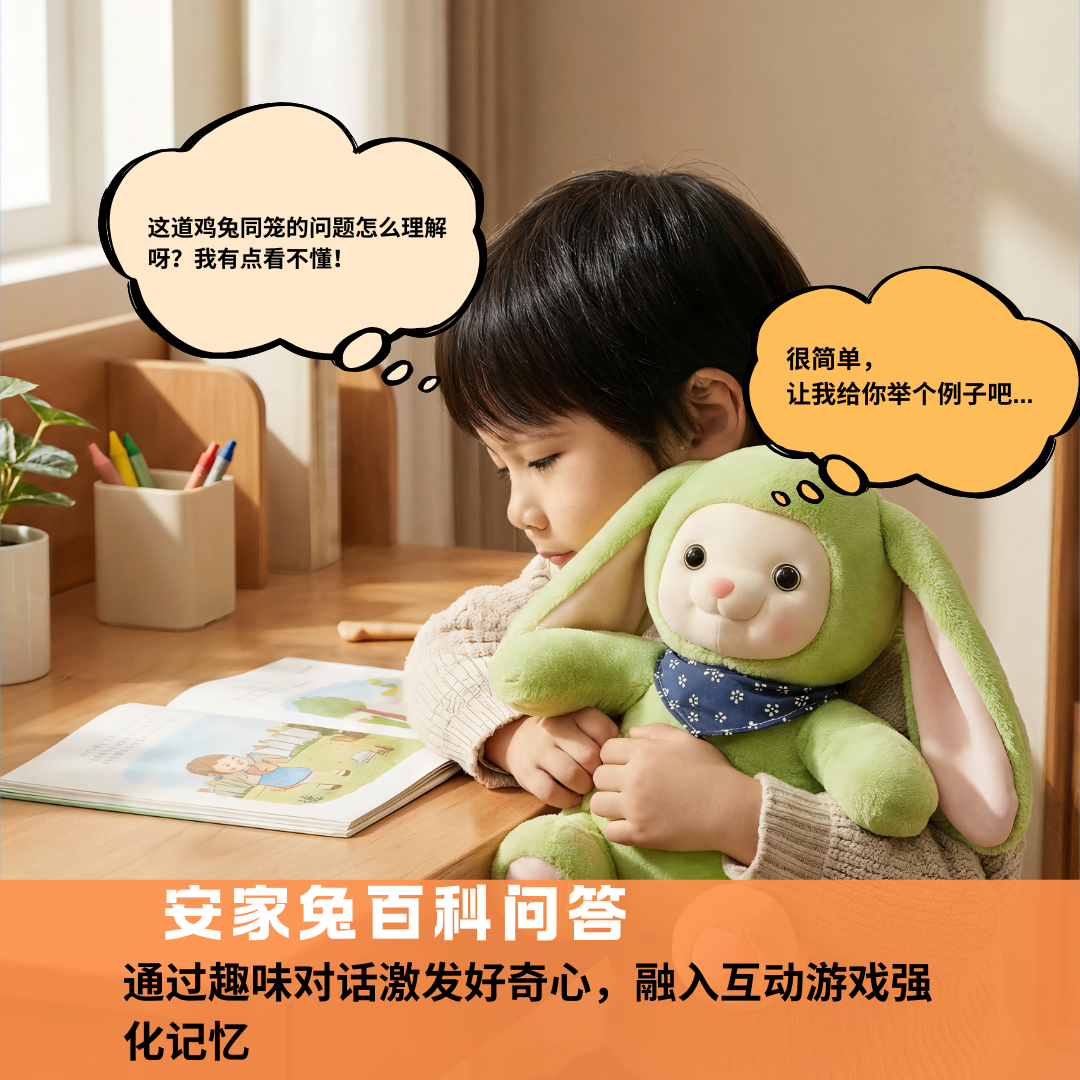 这道鸡兔同笼的问题怎么理解
呀？我有点看不懂！
很简单，
让我给你举个例子吧...
安家兔百科问答
通过趣味对话激发好奇心，融入互动游戏强
化记忆